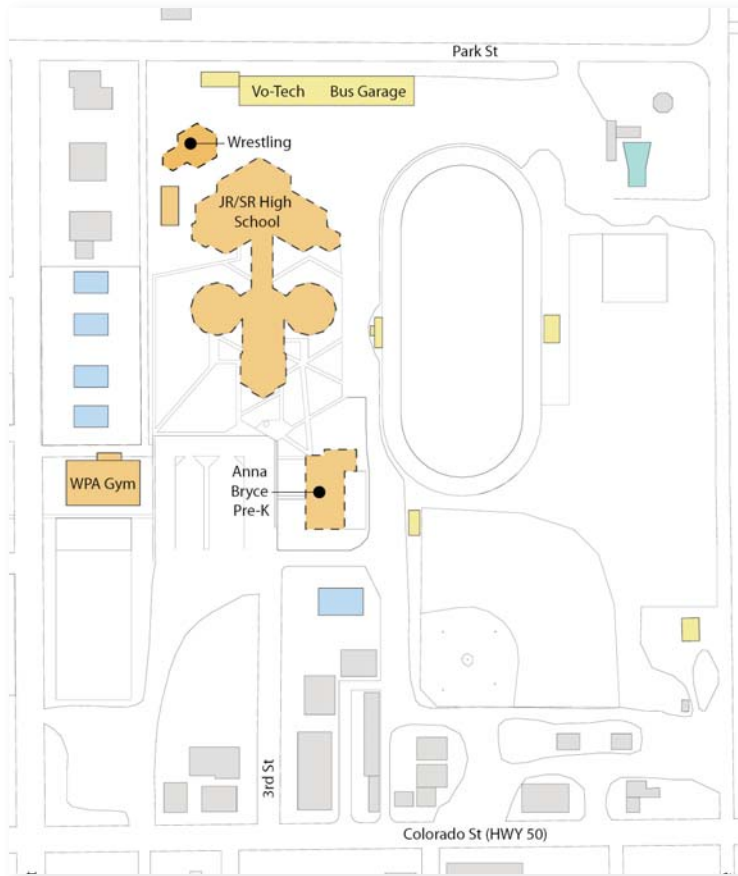 Park St
Vo-Tech Bus Garage
Wrestling
JR/SR High
School
WPA Gym
Anna
Bryce
Pre-K
3rd St
Colorado St (HWY 50)